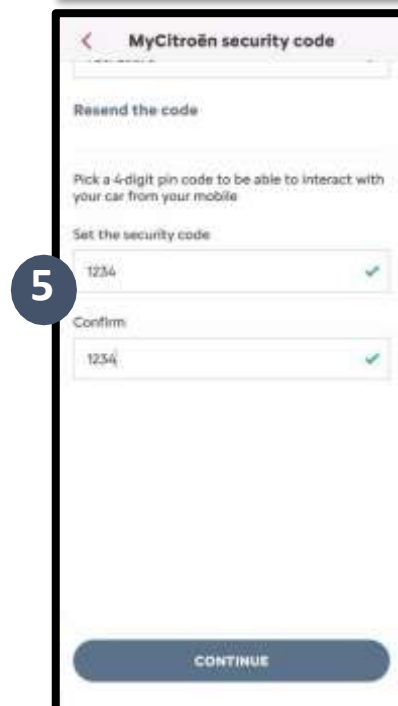 MyCitroën security code
Resend the code
Pick a 4-digit pin code to be able to interact with
your car from your mobile
Set the security code
5
1234
Confirm
1234
CONTINUE